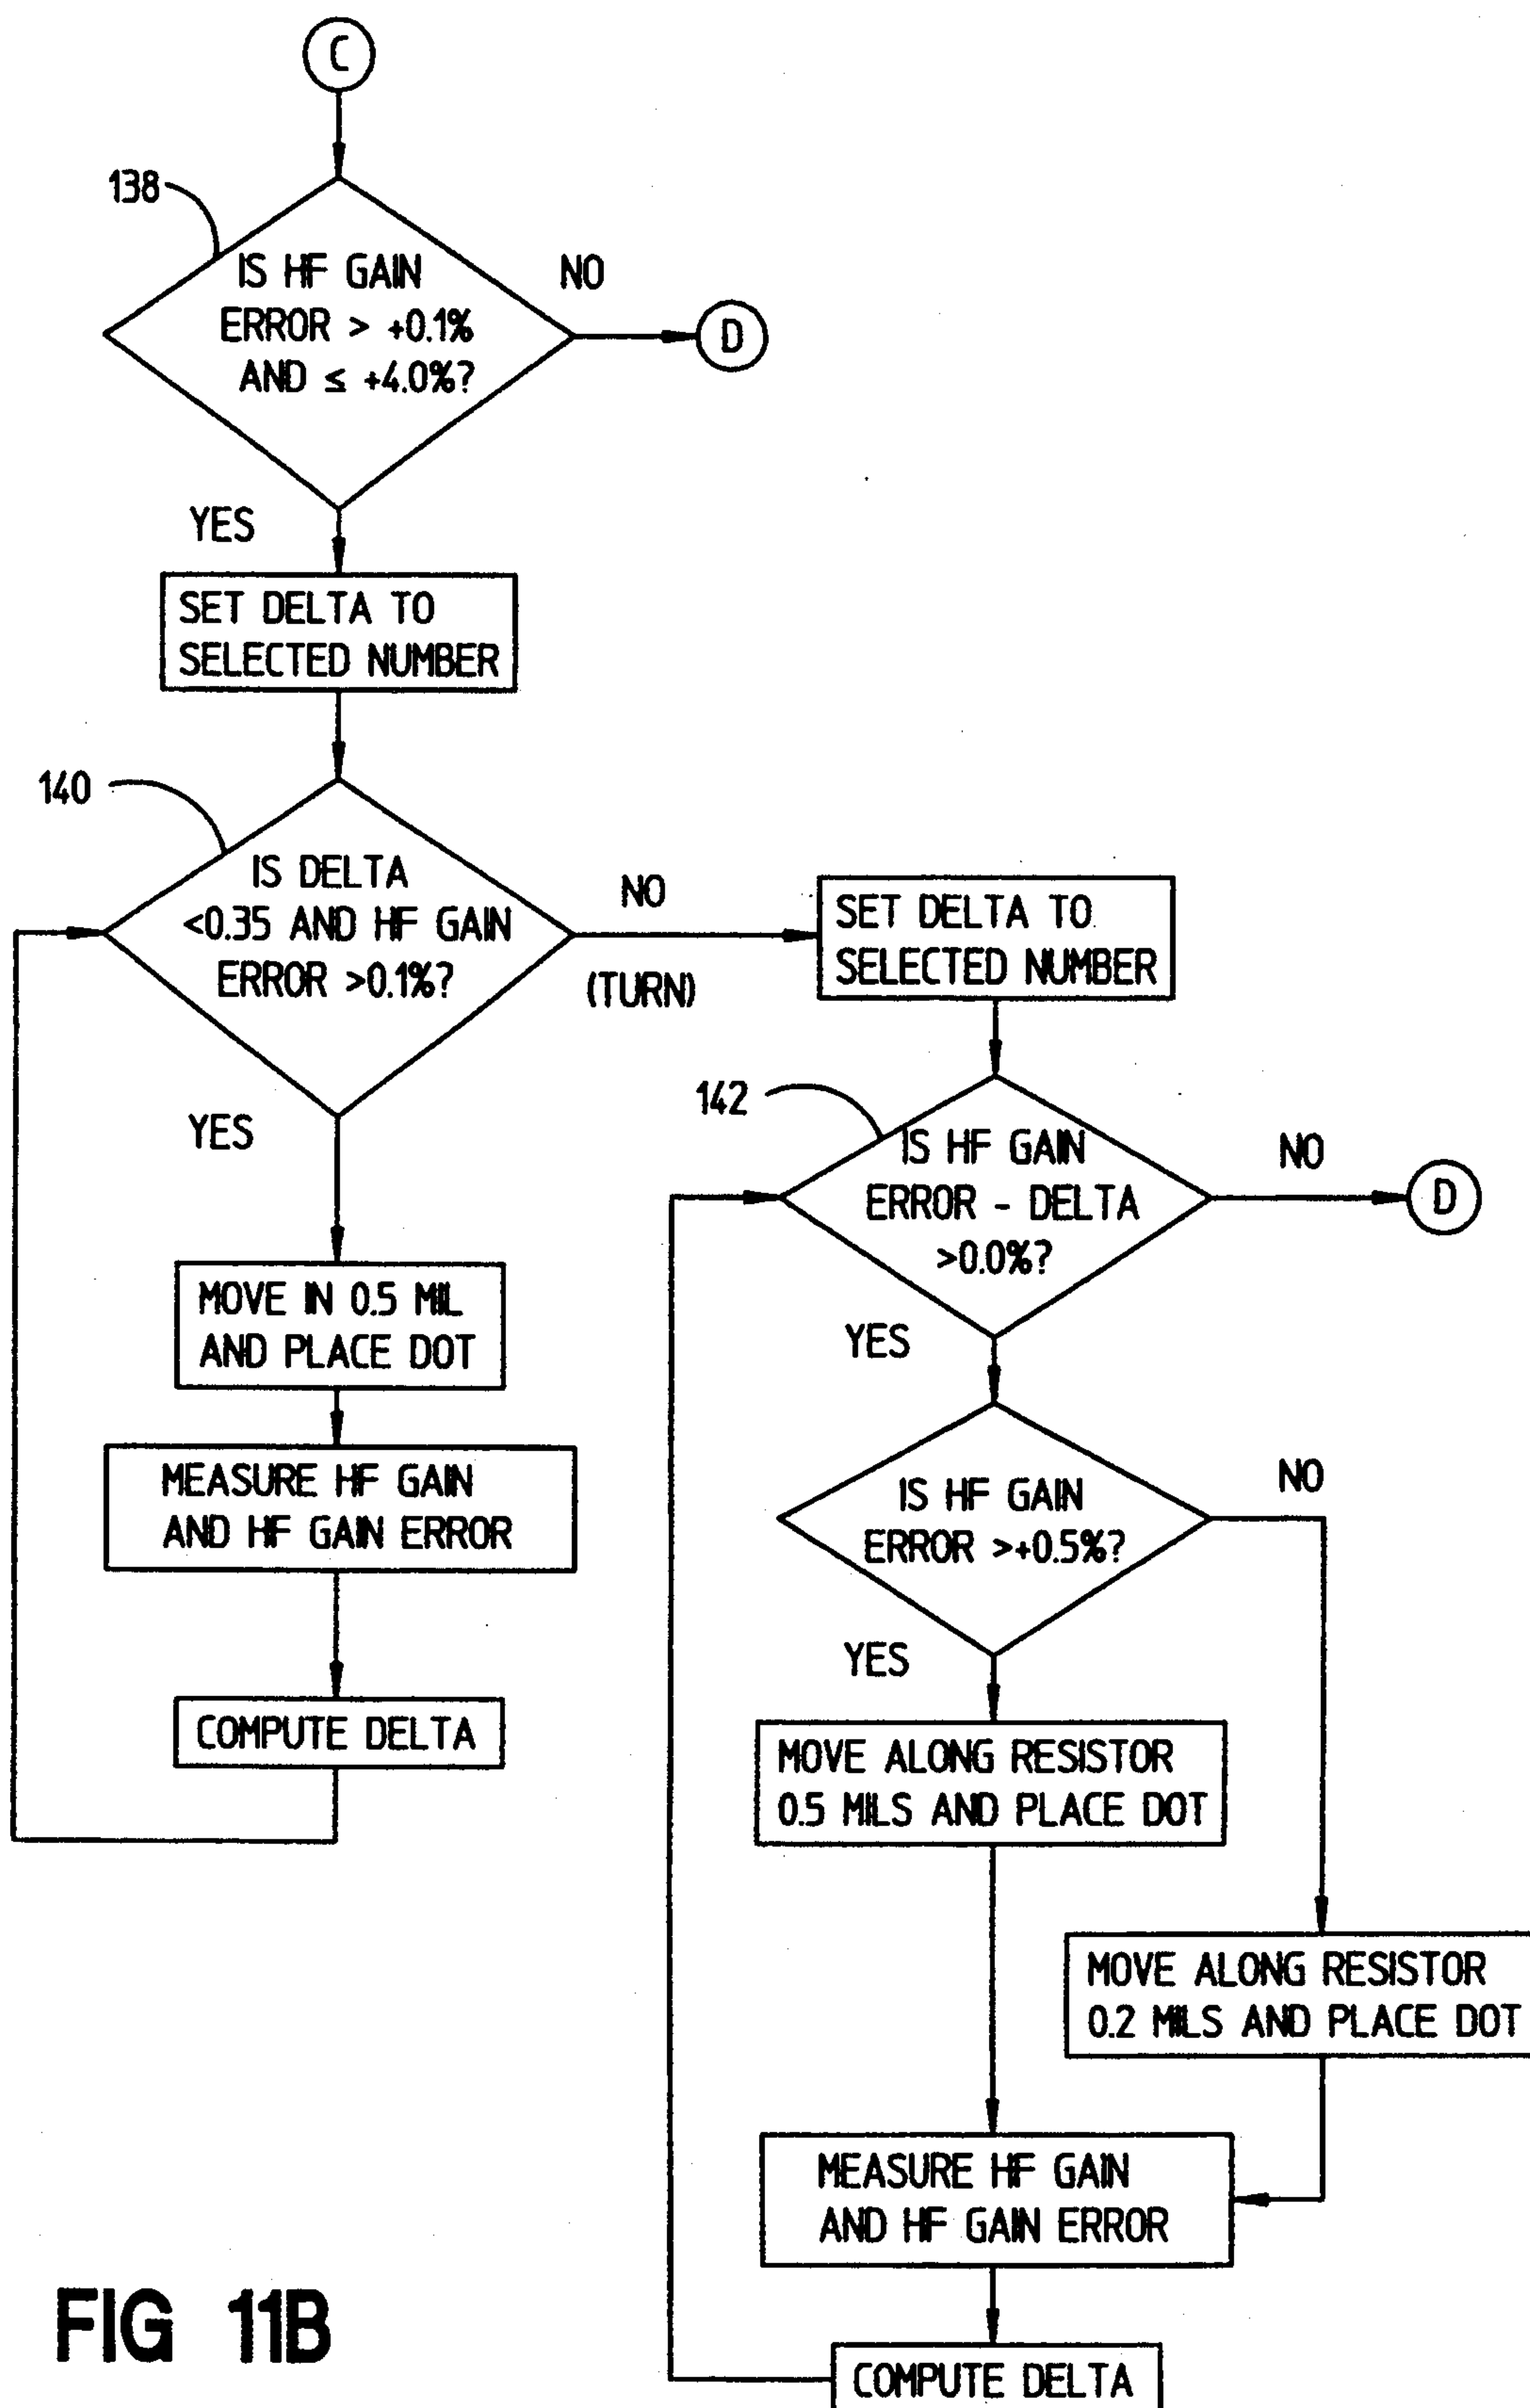 C
138
IS HF GAIN
ERROR > +0.1%
AND ≤ +4.0%?
NO
D
YES
SET DELTA TO
SELECTED NUMBER
140
IS DELTA
<0.35 AND HF GAIN
ERROR >0.1%?
NO
(TURN)
SET DELTA TO
SELECTED NUMBER
YES
142
IS HF GAIN
ERROR - DELTA
>0.0%?
NO
D
MOVE IN 0.5 MIL
AND PLACE DOT
YES
MEASURE HF GAIN
AND HF GAIN ERROR
IS HF GAIN
ERROR >+0.5%?
NO
YES
COMPUTE DELTA
MOVE ALONG RESISTOR
0.5 MILS AND PLACE DOT
MOVE ALONG RESISTOR
0.2 MILS AND PLACE DOT
MEASURE HF GAIN
AND HF GAIN ERROR
COMPUTE DELTA
FIG 11B